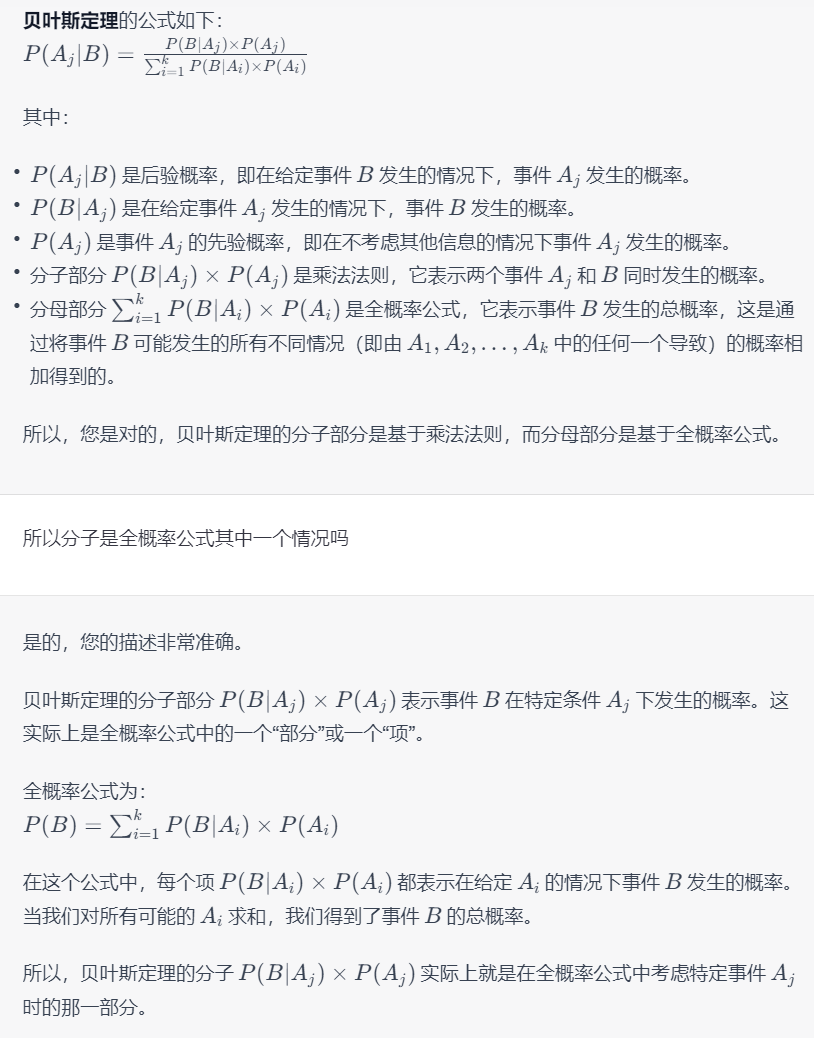 贝叶斯定理的公式如下：
P(A_j|B) = \frac{P(B|A_j)×P(A_j)}{\sum_{i=1}^{k} P(B|A_i)×P(A_i)}
其中：
• P(A_j|B) 是后验概率，即在给定事件 B 发生的情况下，事件 A_j 发生的概率。
• P(B|A_j) 是在给定事件 A_j 发生的情况下，事件 B 发生的概率。
• P(A_j) 是事件 A_j 的先验概率，即在不考虑其他信息的情况下事件 A_j 发生的概率。
• 分子部分 P(B|A_j) × P(A_j) 是乘法法则，它表示两个事件 A_j 和 B 同时发生的概率。
• 分母部分 \sum_{i=1}^{k} P(B|A_i) × P(A_i) 是全概率公式，它表示事件 B 发生的总概率，这是通
过将事件 B 可能发生的所有不同情况（即由 A_1, A_2, . . . , A_k 中的任何一个导致）的概率相
加得到的。
所以，您是对的，贝叶斯定理的分子部分是基于乘法法则，而分母部分是基于全概率公式。
所以分子是全概率公式其中一个情况吗
是的，您的描述非常准确。
贝叶斯定理的分子部分 P(B|A_j) × P(A_j) 表示事件 B 在特定条件 A_j 下发生的概率。这
实际上是全概率公式中的一个“部分”或一个“项”。
全概率公式为：
P(B) = \sum_{i=1}^{k} P(B|A_i) × P(A_i)
在这个公式中，每个项 P(B|A_i) × P(A_i) 都表示在给定 A_i 的情况下事件 B 发生的概率。
当我们对所有可能的 A_i 求和，我们得到了事件 B 的总概率。
所以，贝叶斯定理的分子 P(B|A_j) × P(A_j) 实际上就是在全概率公式中考虑特定事件 A_j
时的那一部分。